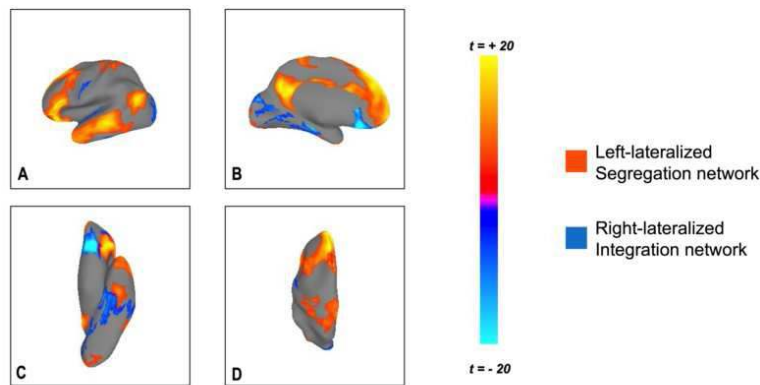 t = + 20
A
B
Left-lateralized
Segregation network
Right-lateralized
Integration network
C
D
t = - 20